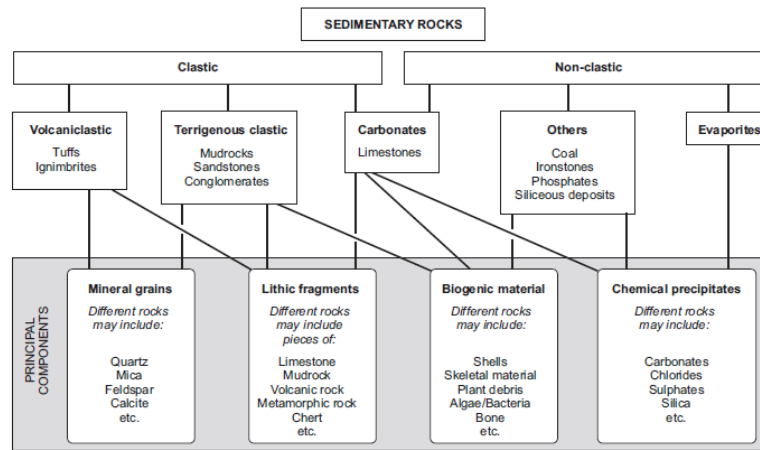 SEDIMENTARY ROCKS
Clastic
Non-clastic
Volcaniclastic
Tuffs
Ignimbrites
Terrigenous clastic
Mudrocks
Sandstones
Conglomerates
Carbonates
Limestones
Others
Coal
Ironstones
Phosphates
Siliceous deposits
Evaporites
PRINCIPAL
COMPONENTS
Mineral grains
Different rocks
may include:
Quartz
Mica
Feldspar
Calcite
etc.
Lithic fragments
Different rocks
may include
pieces of:
Limestone
Mudrock
Volcanic rock
Metamorphic rock
Chert
etc.
Biogenic material
Different rocks
may include:
Shells
Skeletal material
Plant debris
Algae/Bacteria
Bone
etc.
Chemical precipitates
Different rocks
may include:
Carbonates
Chlorides
Sulphates
Silica
etc.